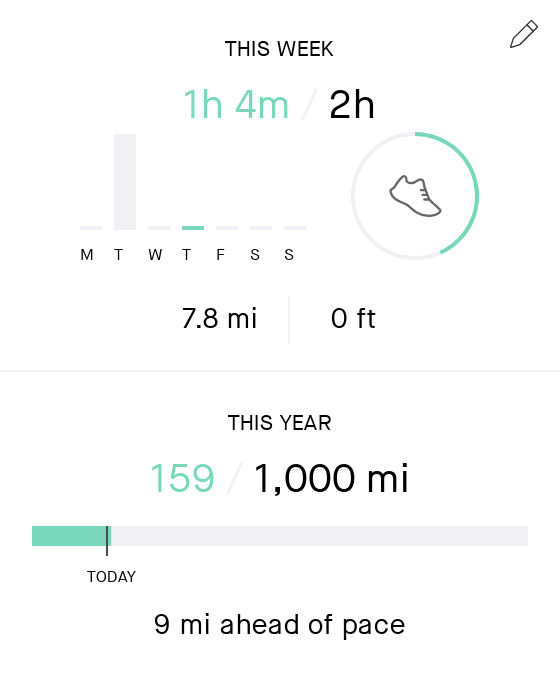 THIS WEEK
1h 4m / 2h
M T W T F S S
7.8 mi | 0 ft
THIS YEAR
159 / 1,000 mi
TODAY
9 mi ahead of pace